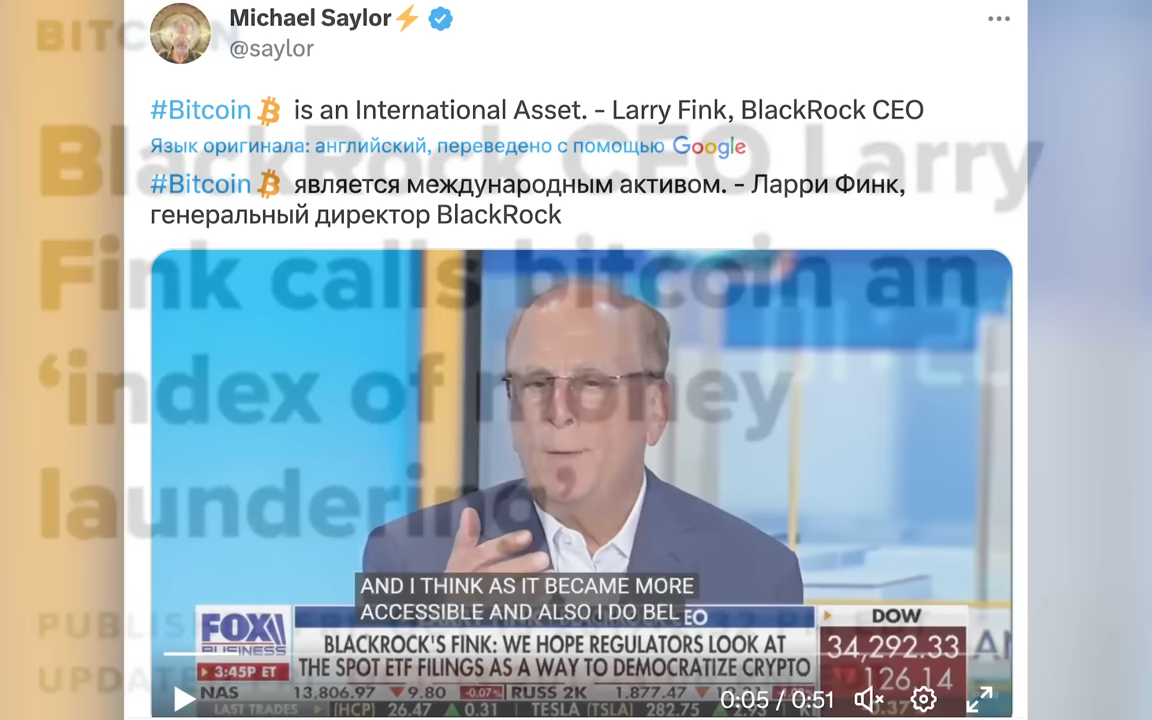 Michael Saylor⚡
@saylor
#Bitcoin is an International Asset. - Larry Fink, BlackRock CEO
Язык оригинала: английский, переведено с помощью Google
#Bitcoin является международным активом. - Ларри Финк,
генеральный директор BlackRock
BITCOIN
BlackRock CEO Larry
Fink calls bitcoin an
‘index of money
laundering’
AND I THINK AS IT BECAME MORE
ACCESSIBLE AND ALSO I DO BEL
FOX
BUSINESS
3:45P ET
BLACKROCK'S FINK: WE HOPE REGULATORS LOOK AT
THE SPOT ETF FILINGS AS A WAY TO DEMOCRATIZE CRYPTO
DOW
34,292.33
126.14
NAS 13,806.97 ▼9.80 -0.07% RUSS 2K 1,877.47 ▼
0:05 / 0:51
LAST TRADES (HCP) 26.47 ▲0.31 TESLA (TSLA) 282.75